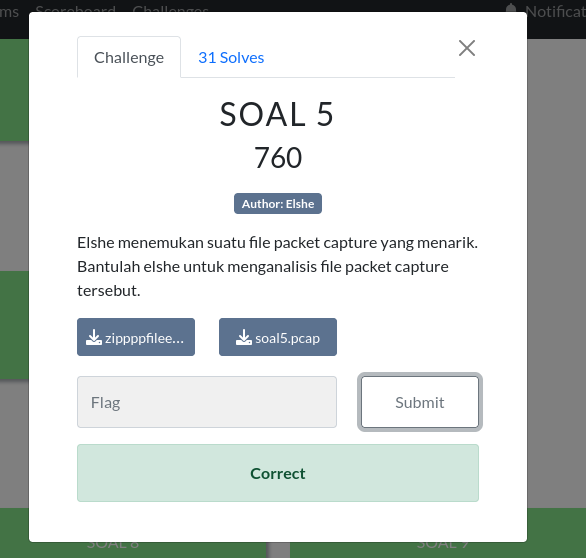 ms Scoreboard Challenges Notificat
Challenge
31 Solves
SOAL 5
760
Author: Elshe
Elshe menemukan suatu file packet capture yang menarik.
Bantulah elshe untuk menganalisis file packet capture
tersebut.
zippppfilee... soal5.pcap
Flag Submit
Correct
SOAL 8 SOAL 9